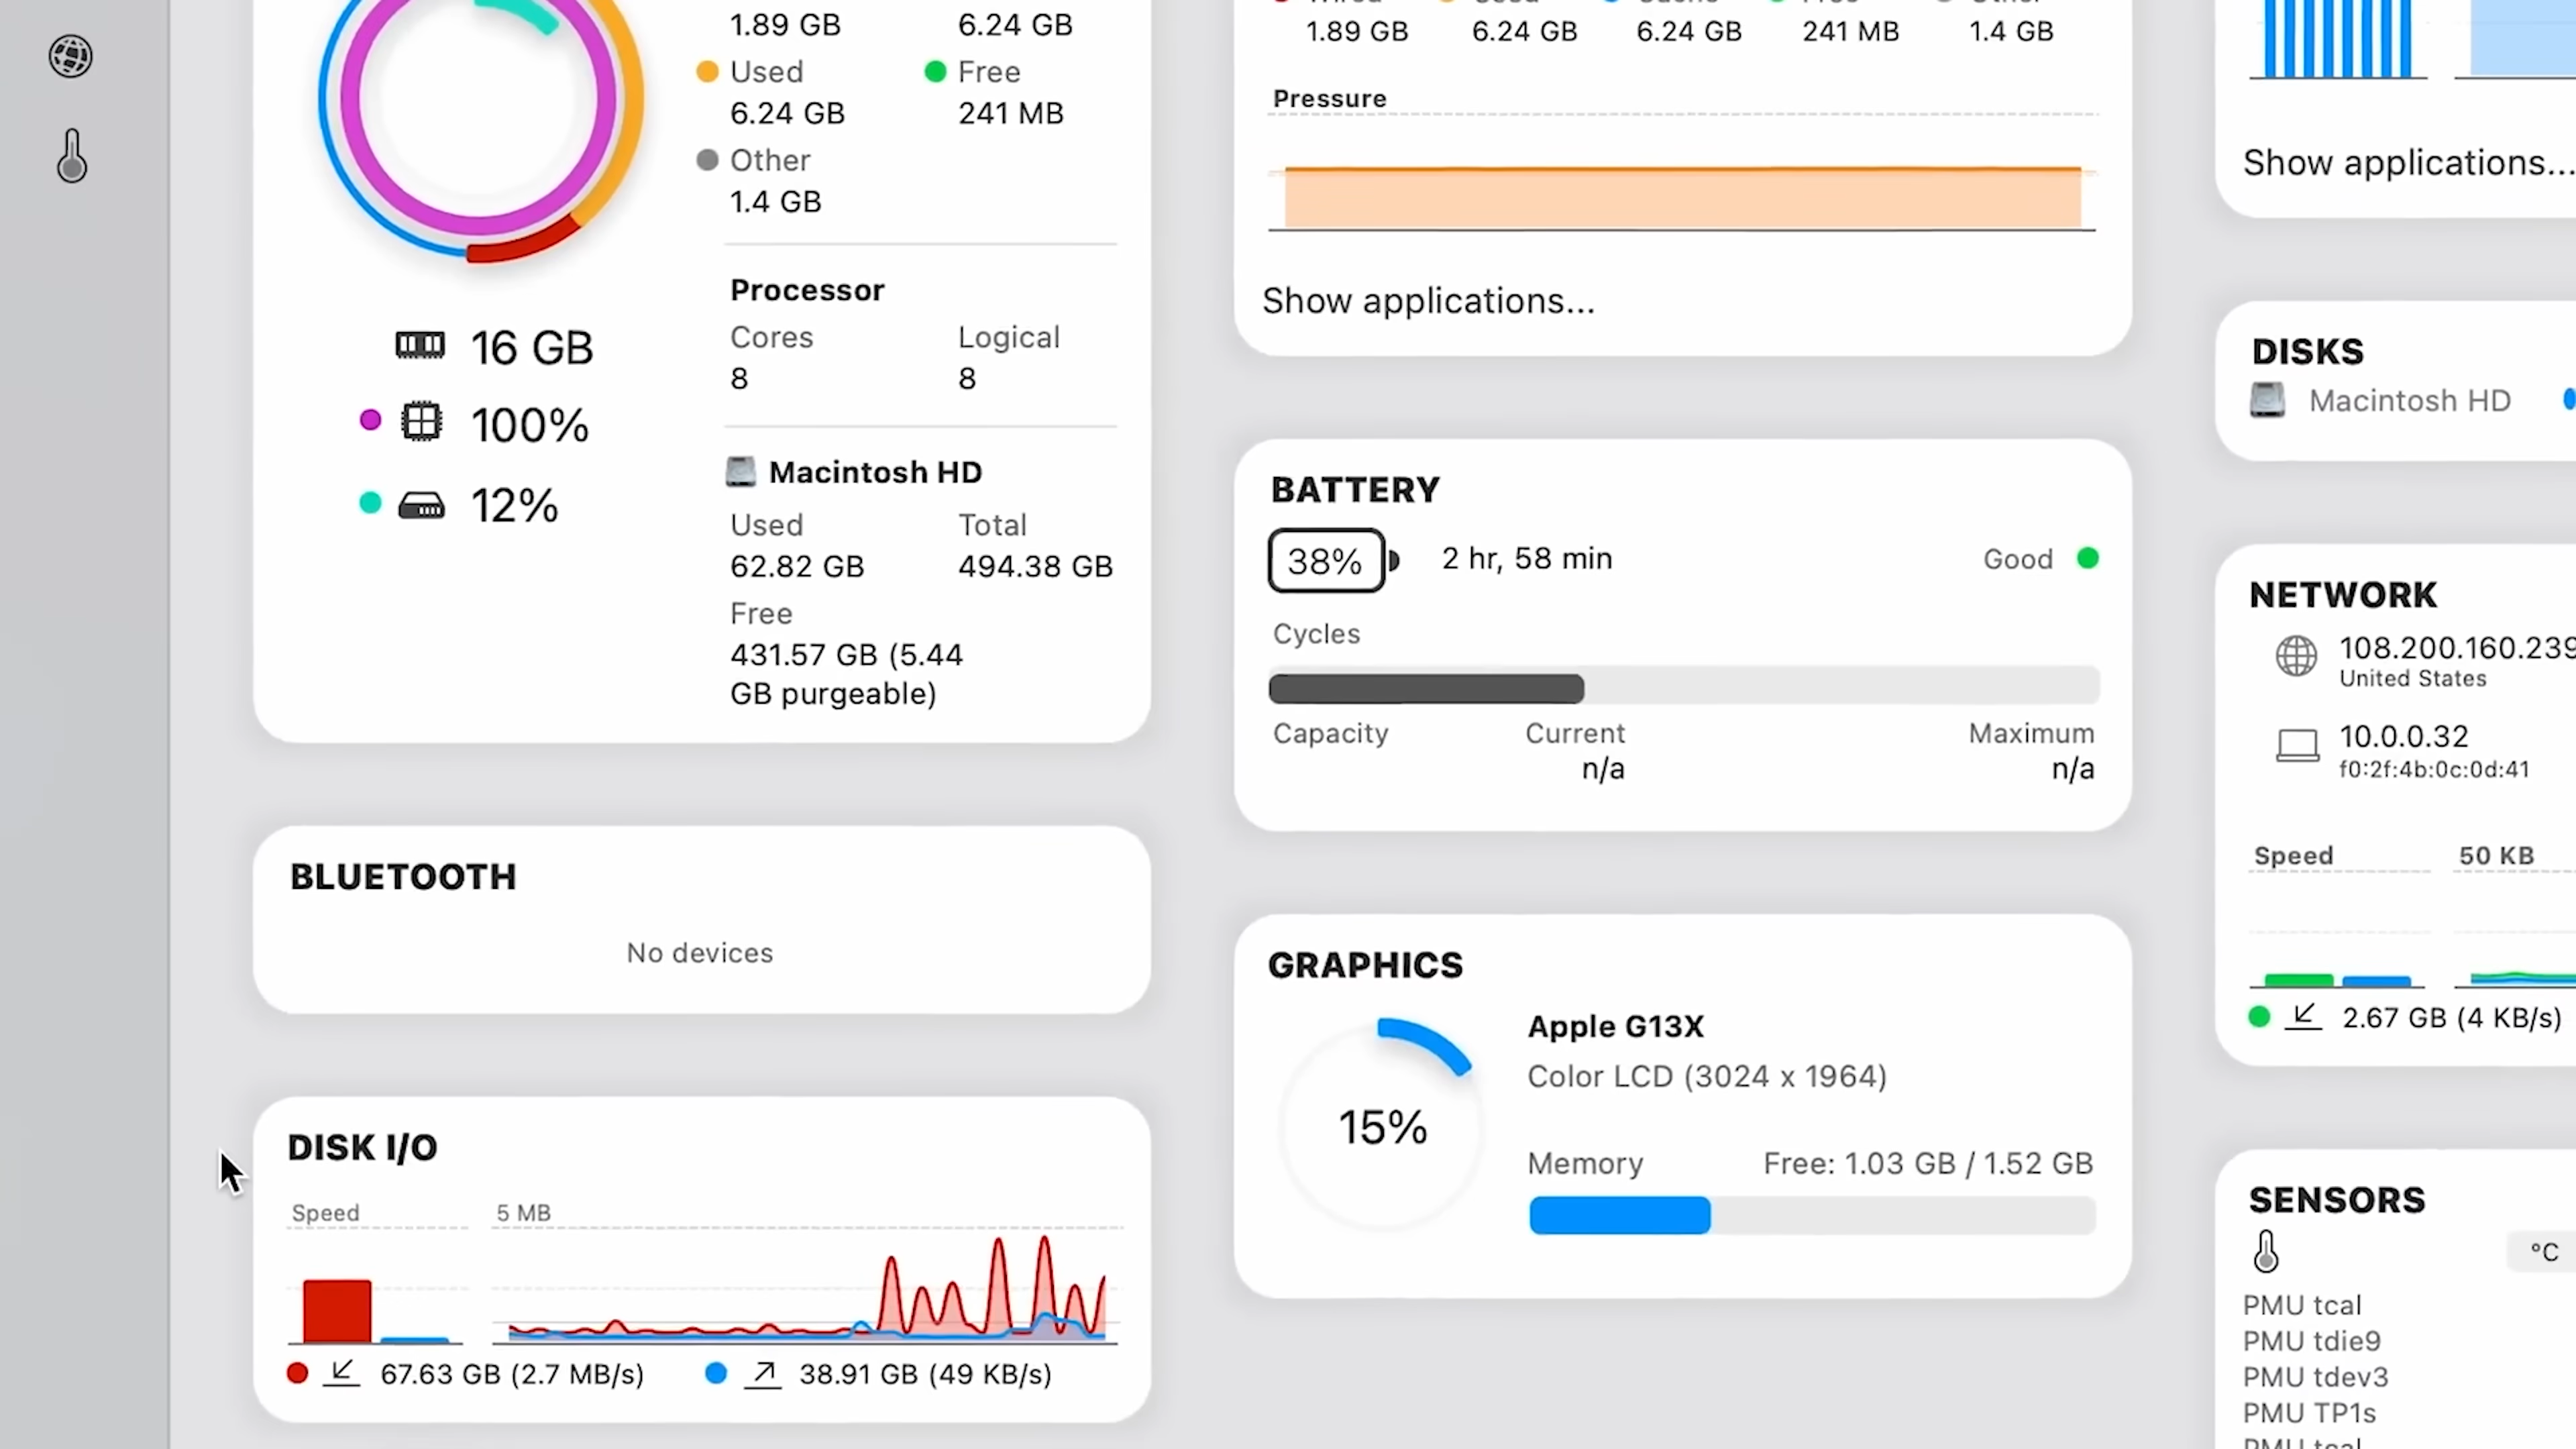 1.89 GB 6.24 GB
Used Free
6.24 GB 241 MB
Other
1.4 GB
Processor
Cores Logical
8 8
16 GB
100%
12%
Macintosh HD
Used Total
62.82 GB 494.38 GB
Free
431.57 GB (5.44
GB purgeable)
BLUETOOTH
No devices
DISK I/O
Speed 5 MB
67.63 GB (2.7 MB/s) 38.91 GB (49 KB/s)
1.89 GB 6.24 GB 6.24 GB 241 MB 1.4 GB
Pressure
Show applications...
BATTERY
38% 2 hr, 58 min Good
Cycles
Capacity Current Maximum
n/a n/a
GRAPHICS
15%
Apple G13X
Color LCD (3024 x 1964)
Memory Free: 1.03 GB / 1.52 GB
Show applications...
DISKS
Macintosh HD
NETWORK
108.200.160.239
United States
10.0.0.32
f0:2f:4b:0c:0d:41
Speed 50 KB
2.67 GB (4 KB/s)
SENSORS
°C
PMU tcal
PMU tdie9
PMU tdev3
PMU TP1s